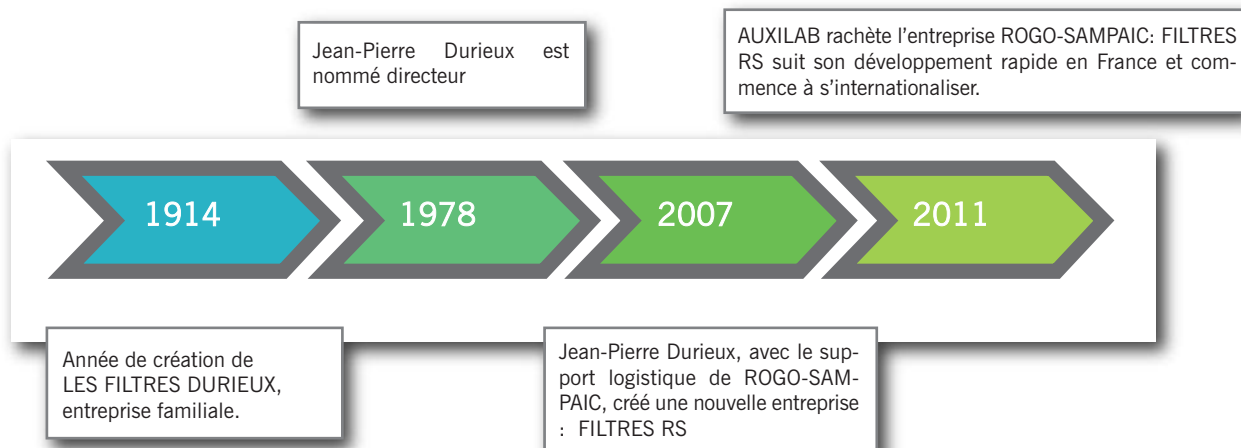 Jean-Pierre Durieux est
nommé directeur
AUXILAB rachète l'entreprise ROGO-SAMPAIC: FILTRES
RS suit son développement rapide en France et com-
mence à s'internationaliser.
1914
1978
2007
2011
Année de création de
LES FILTRES DURIEUX,
entreprise familiale.
Jean-Pierre Durieux, avec le sup-
port logistique de ROGO-SAM-
PAIC, créé une nouvelle entreprise
: FILTRES RS